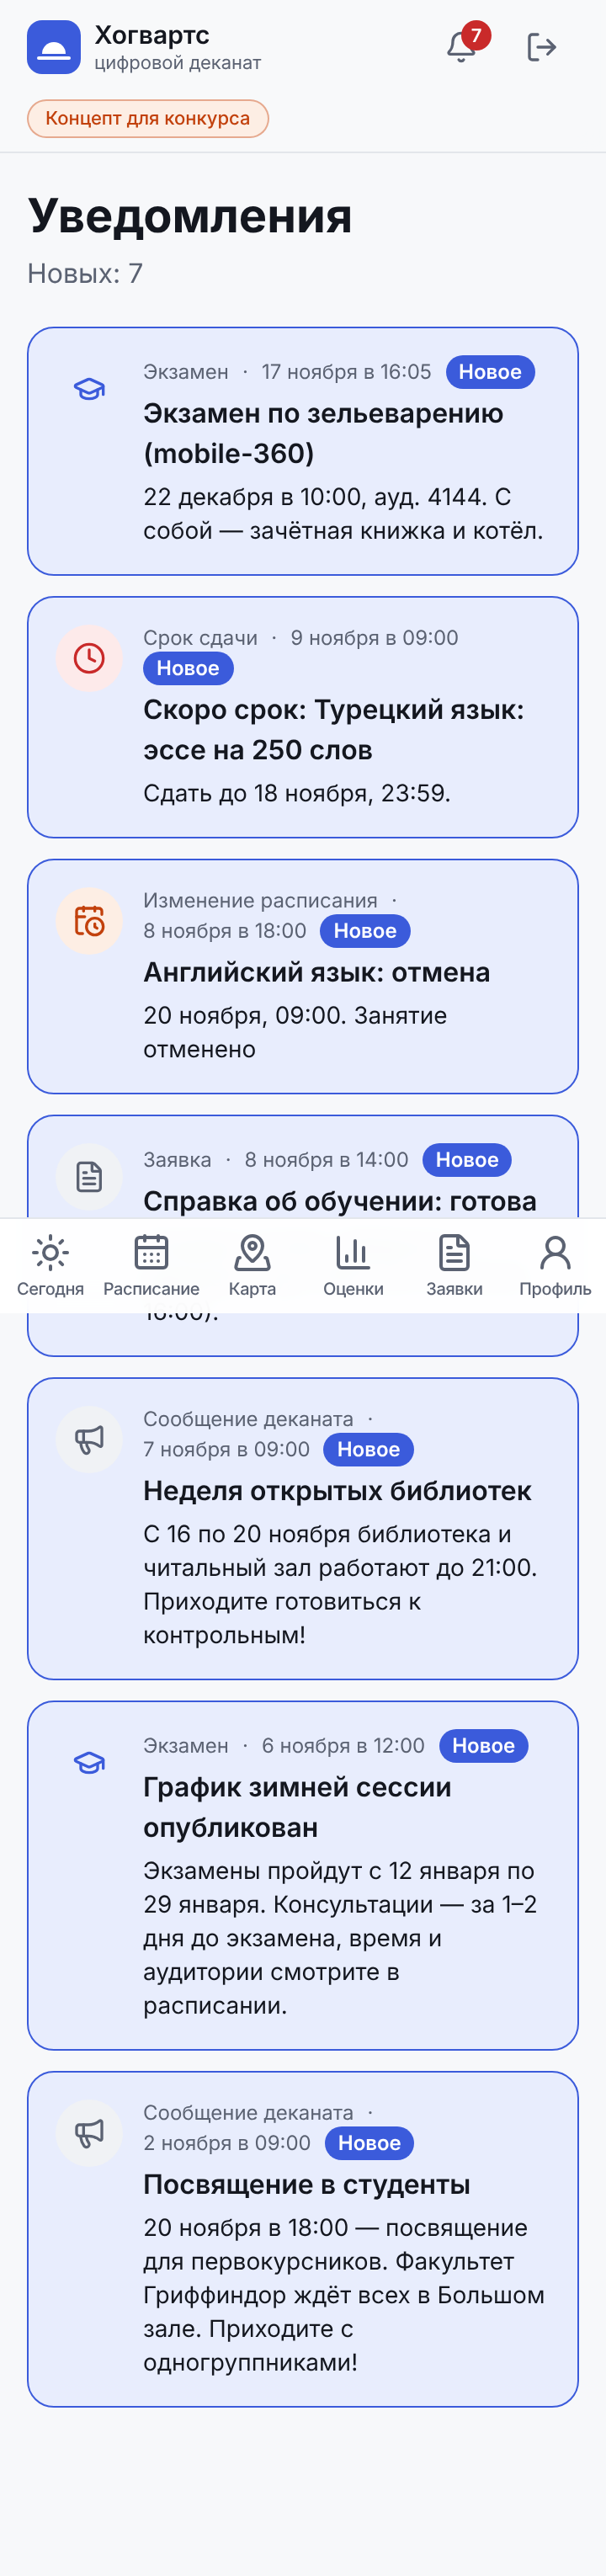 Хогвартс
цифровой деканат
7
Концепт для конкурса
Уведомления
Новых: 7
Экзамен · 17 ноября в 16:05 Новое
Экзамен по зельеварению
(mobile-360)
22 декабря в 10:00, ауд. 4144. С
собой — зачётная книжка и котёл.
Срок сдачи · 9 ноября в 09:00
Новое
Скоро срок: Турецкий язык:
эссе на 250 слов
Сдать до 18 ноября, 23:59.
Изменение расписания ·
8 ноября в 18:00 Новое
Английский язык: отмена
20 ноября, 09:00. Занятие
отменено
Заявка · 8 ноября в 14:00 Новое
Справка об обучении: готова
Сегодня Расписание Карта Оценки Заявки Профиль
16:00).
Сообщение деканата ·
7 ноября в 09:00 Новое
Неделя открытых библиотек
С 16 по 20 ноября библиотека и
читальный зал работают до 21:00.
Приходите готовиться к
контрольным!
Экзамен · 6 ноября в 12:00 Новое
График зимней сессии
опубликован
Экзамены пройдут с 12 января по
29 января. Консультации — за 1–2
дня до экзамена, время и
аудитории смотрите в
расписании.
Сообщение деканата ·
2 ноября в 09:00 Новое
Посвящение в студенты
20 ноября в 18:00 — посвящение
для первокурсников. Факультет
Гриффиндор ждёт всех в Большом
зале. Приходите с
одногруппниками!